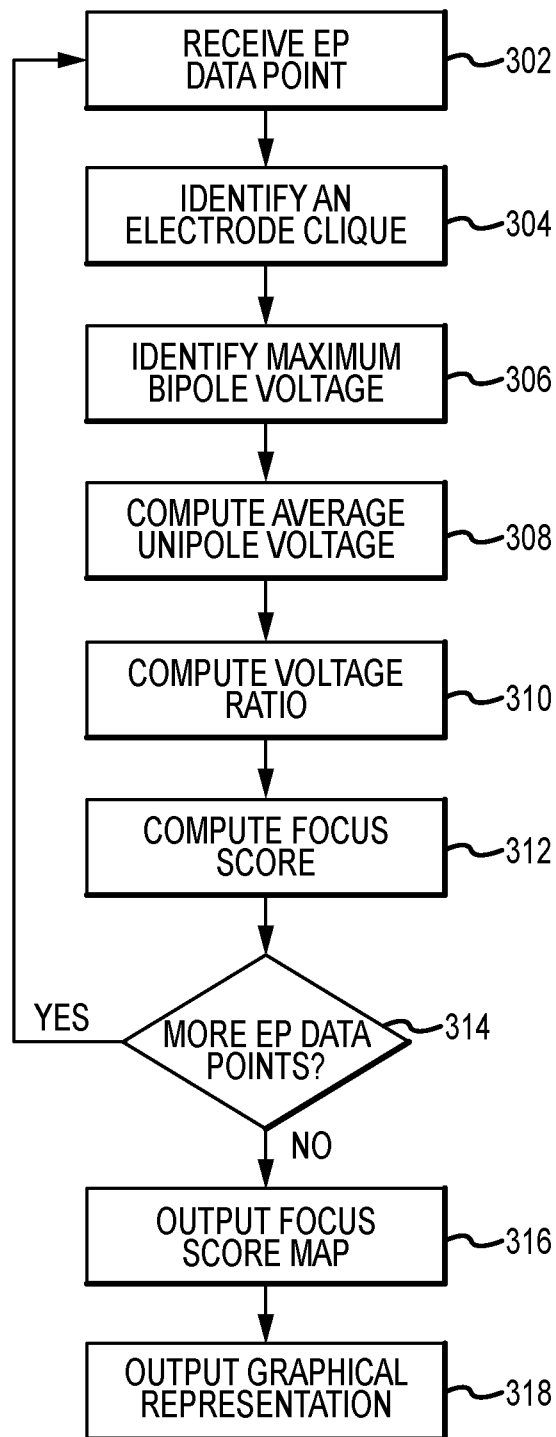 RECEIVE EP
DATA POINT
302
IDENTIFY AN
ELECTRODE CLIQUE
304
IDENTIFY MAXIMUM
BIPOLE VOLTAGE
306
COMPUTE AVERAGE
UNIPOLE VOLTAGE
308
COMPUTE VOLTAGE
RATIO
310
COMPUTE FOCUS
SCORE
312
YES
MORE EP DATA
POINTS?
314
NO
OUTPUT FOCUS
SCORE MAP
316
OUTPUT GRAPHICAL
REPRESENTATION
318